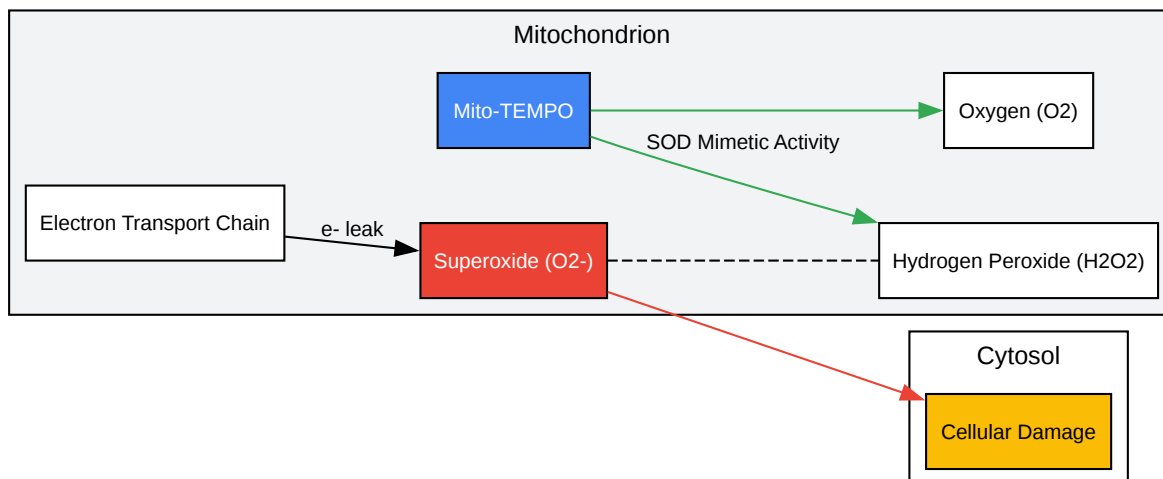 Mitochondrion
Mito-TEMPO
Oxygen (O2)
SOD Mimetic Activity
Electron Transport Chain
e- leak
Superoxide (O2-)
Hydrogen Peroxide (H2O2)
Cytosol
Cellular Damage